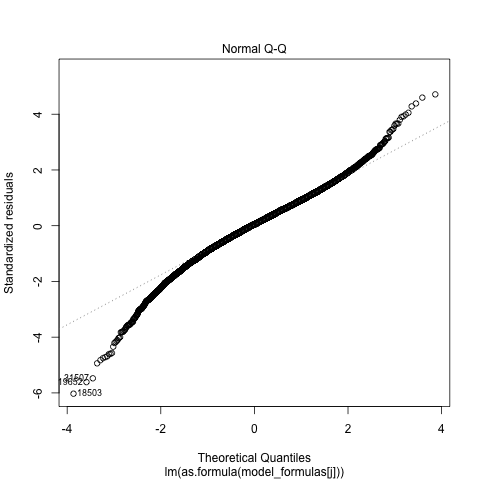 Normal Q-Q
Standardized residuals
4
2
0
-2
-4
-6
21507
19652
18503
-4 -2 0 2 4
Theoretical Quantiles
lm(as.formula(model_formulas[j]))